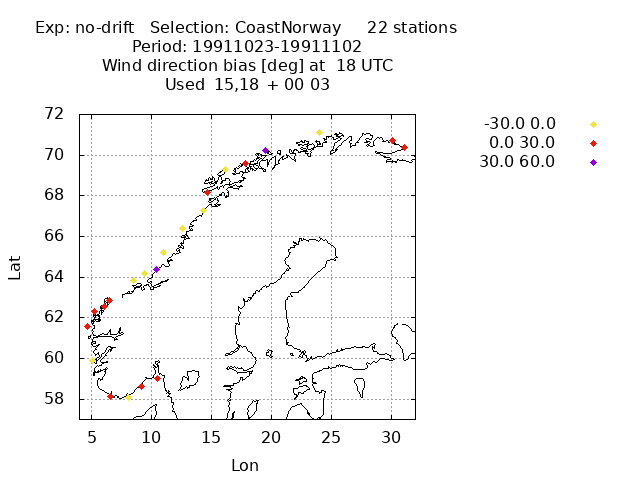 Exp: no-drift   Selection: CoastNorway     22 stations
Period: 19911023-19911102
Wind direction bias [deg] at  18 UTC
Used  15,18 + 00 03
-30.0 0.0
0.0 30.0
30.0 60.0
72
70
68
66
64
62
60
58
Lat
5 10 15 20 25 30
Lon